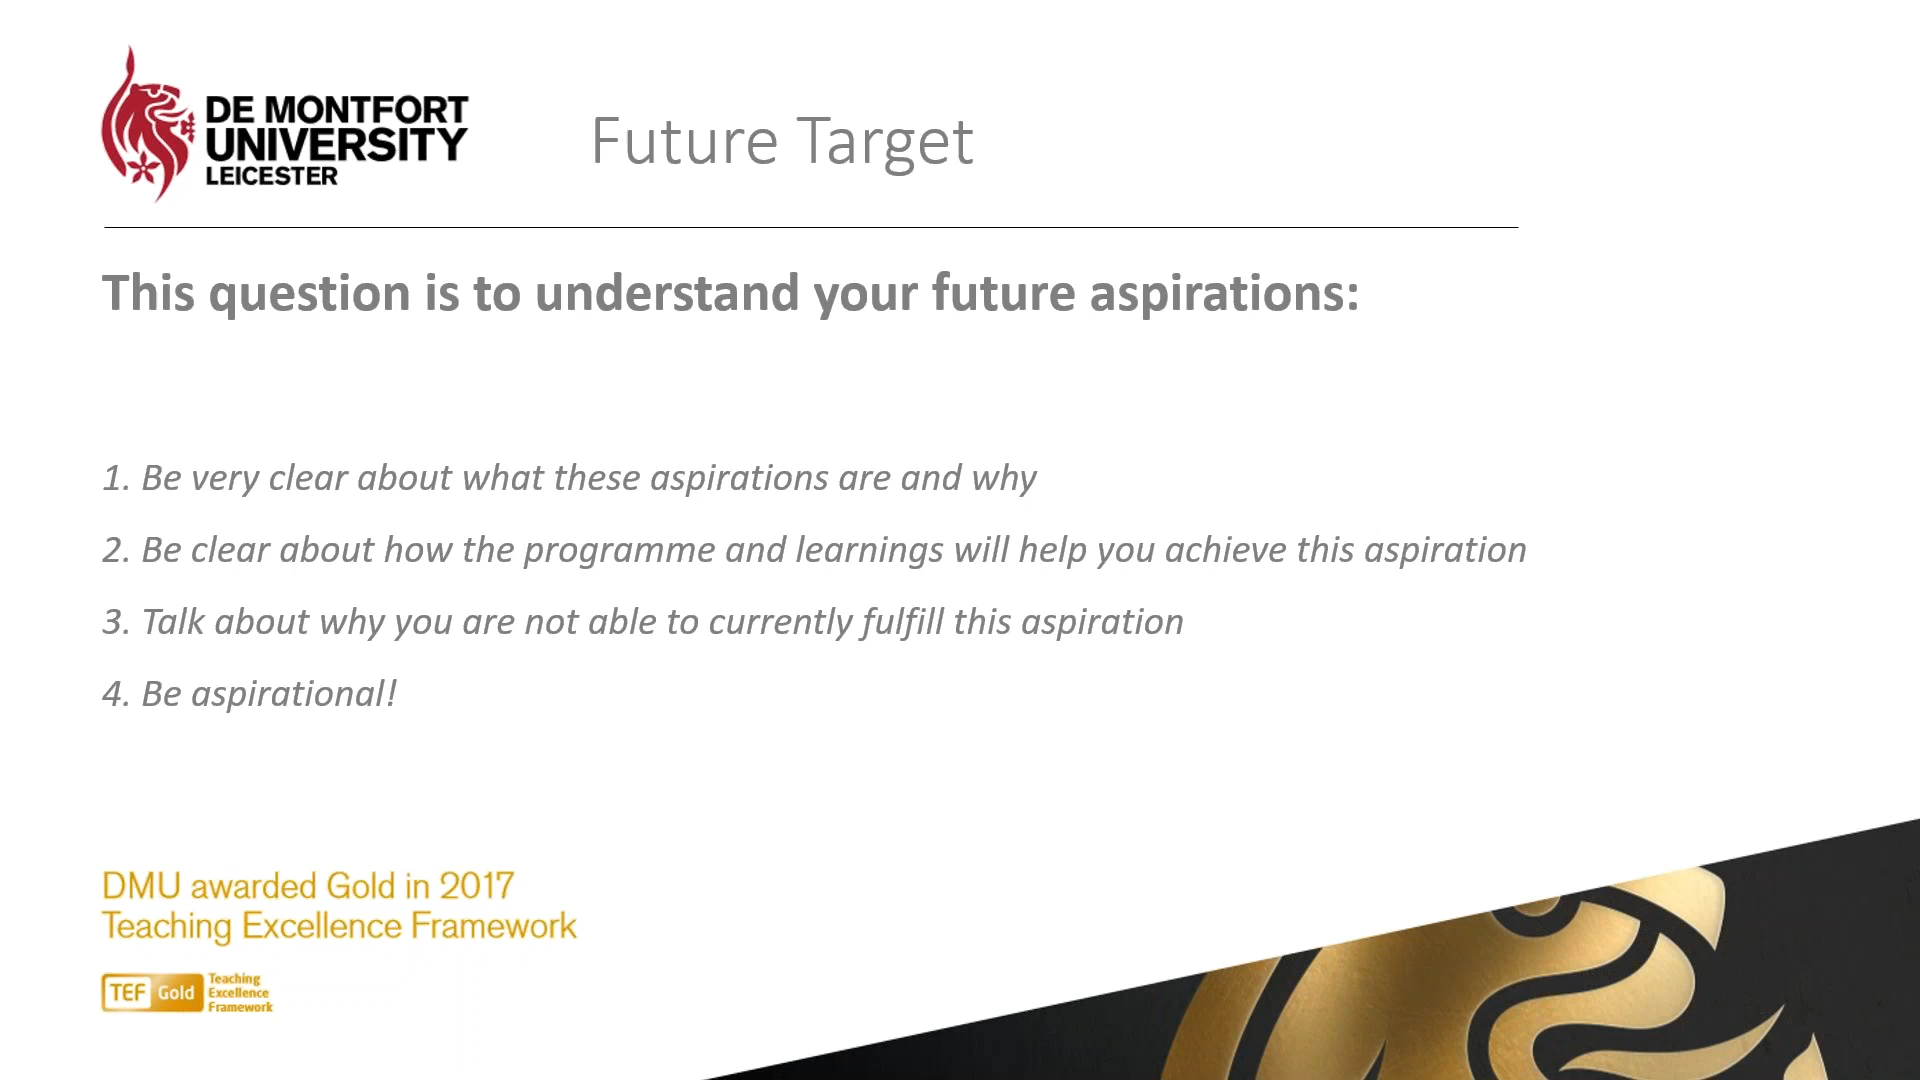 DE MONTFORT
UNIVERSITY
LEICESTER
Future Target
This question is to understand your future aspirations:
1. Be very clear about what these aspirations are and why
2. Be clear about how the programme and learnings will help you achieve this aspiration
3. Talk about why you are not able to currently fulfill this aspiration
4. Be aspirational!
DMU awarded Gold in 2017
Teaching Excellence Framework
TEF Gold
Teaching
Excellence
Framework